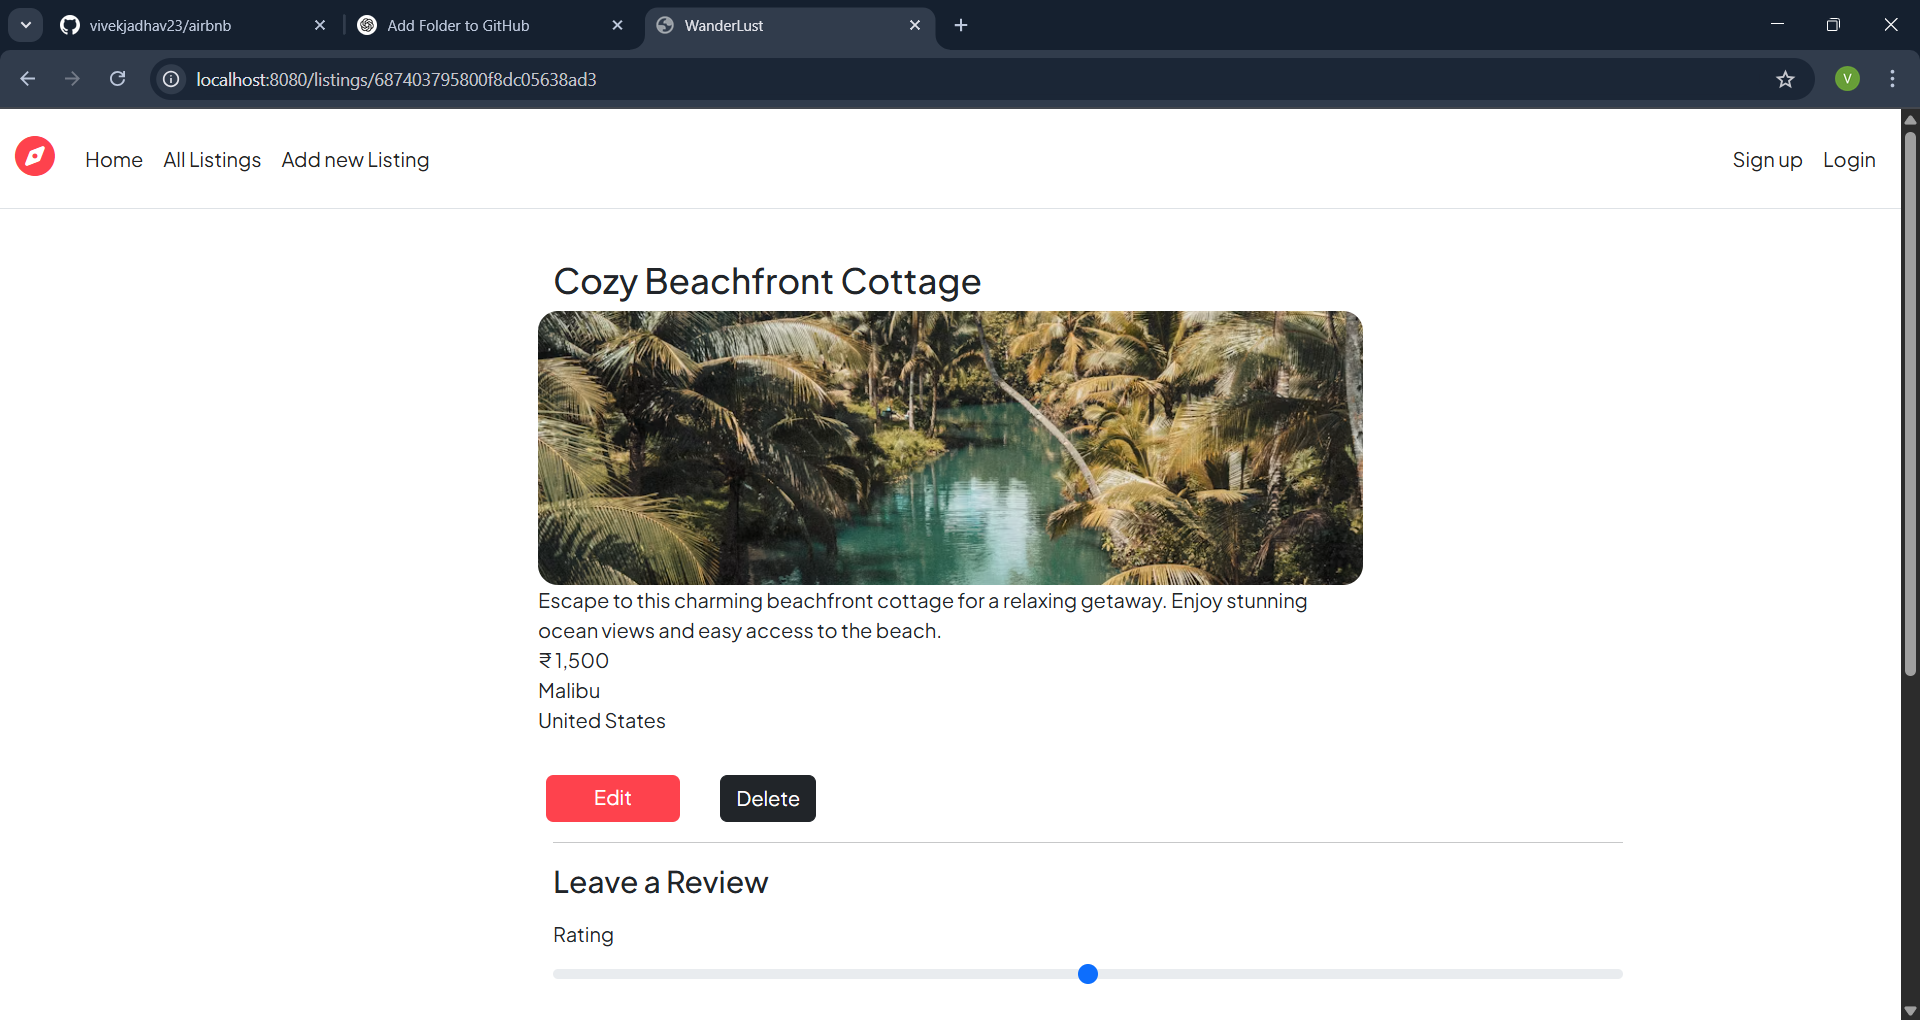 vivekjadhav23/airbnb
Add Folder to GitHub
WanderLust
localhost:8080/listings/687403795800f8dc05638ad3
V
Home All Listings Add new Listing
Sign up Login
Cozy Beachfront Cottage
Escape to this charming beachfront cottage for a relaxing getaway. Enjoy stunning
ocean views and easy access to the beach.
₹1,500
Malibu
United States
Edit Delete
Leave a Review
Rating